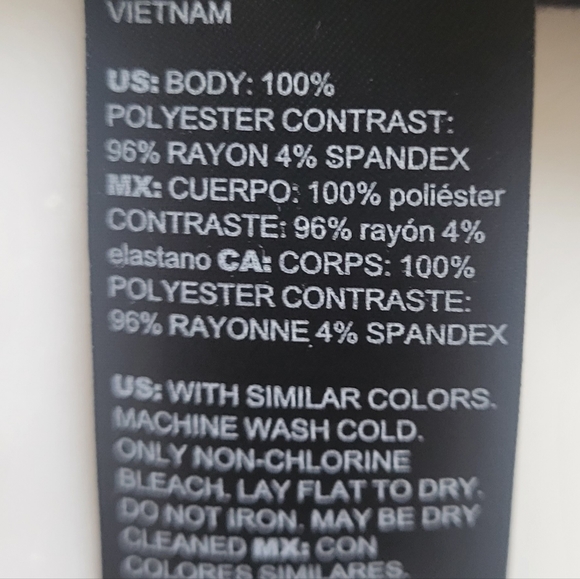 VIETNAM
US: BODY: 100%
POLYESTER CONTRAST:
96% RAYON 4% SPANDEX
MX: CUERPO: 100% poliéster
CONTRASTE: 96% rayón 4%
elastano CA: CORPS: 100%
POLYESTER CONTRASTE:
96% RAYONNE 4% SPANDEX
US: WITH SIMILAR COLORS.
MACHINE WASH COLD.
ONLY NON-CHLORINE
BLEACH. LAY FLAT TO DRY.
DO NOT IRON. MAY BE DRY
CLEANED MX: CON
COLORES SIMILARES.